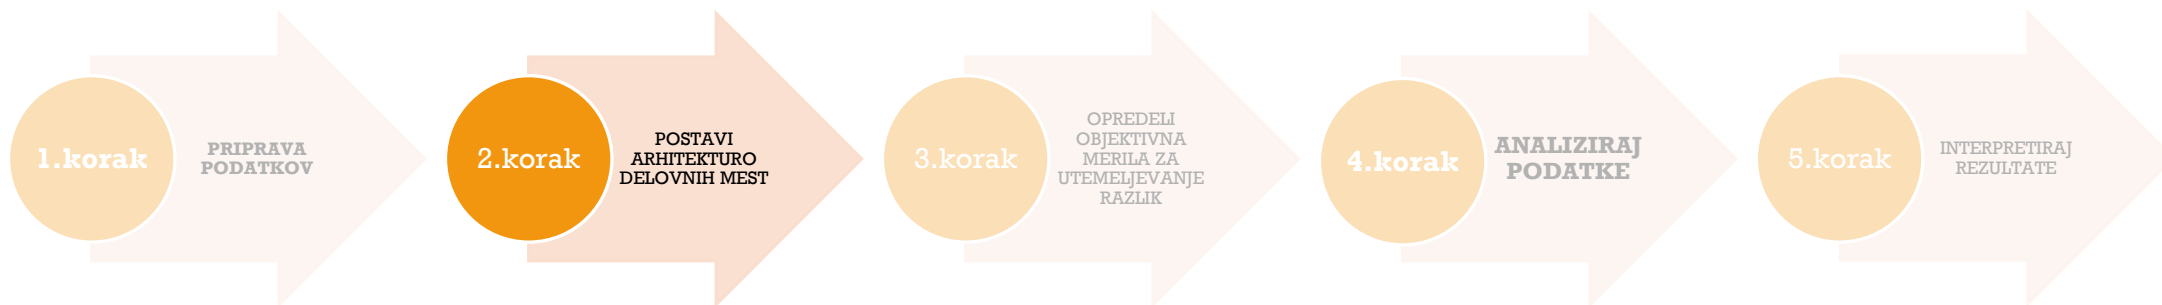 1.korak
PRIPRAVA
PODATKOV
2.korak
POSTAVI
ARHITEKTURO
DELOVNIH MEST
3.korak
OPREDELI
OBJEKTIVNA
MERILA ZA
UTEMELJEVANJE
RAZLIK
4.korak
ANALIZIRAJ
PODATKE
5.korak
INTERPRETIRAJ
REZULTATE